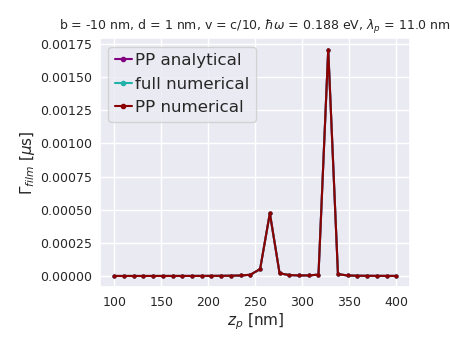 b = -10 nm, d = 1 nm, v = c/10, ℏω = 0.188 eV, λₚ = 11.0 nm
PP analytical
full numerical
PP numerical
0.00175
0.00150
0.00125
0.00100
0.00075
0.00050
0.00025
0.00000
Γ_film [μs]
100 150 200 250 300 350 400
z_p [nm]